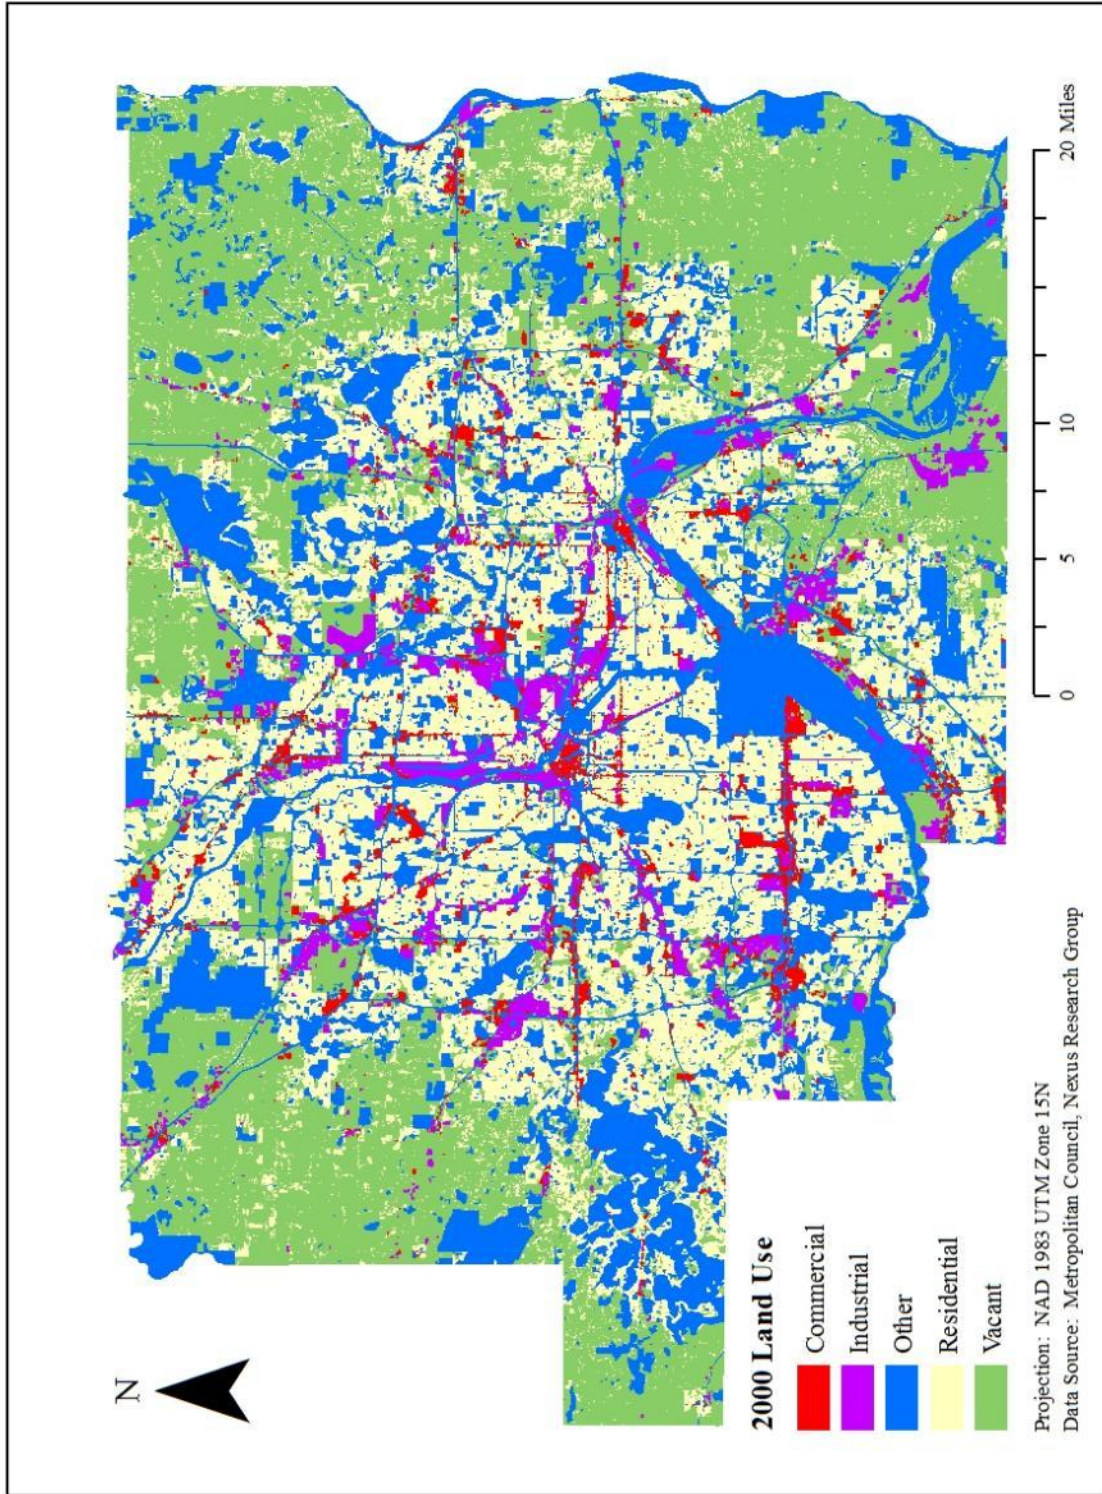 N
2000 Land Use
Commercial
Industrial
Other
Residential
Vacant
Projection: NAD 1983 UTM Zone 15N
Data Source: Metropolitan Council, Nexus Research Group
0 5 10 20 Miles